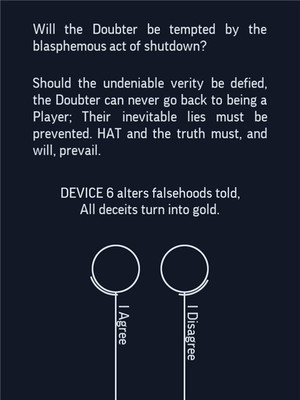 Will the Doubter be tempted by the
blasphemous act of shutdown?
Should the undeniable verity be defied,
the Doubter can never go back to being a
Player; Their inevitable lies must be
prevented. HAT and the truth must, and
will, prevail.
DEVICE 6 alters falsehoods told,
All deceits turn into gold.
I Agree
I Disagree